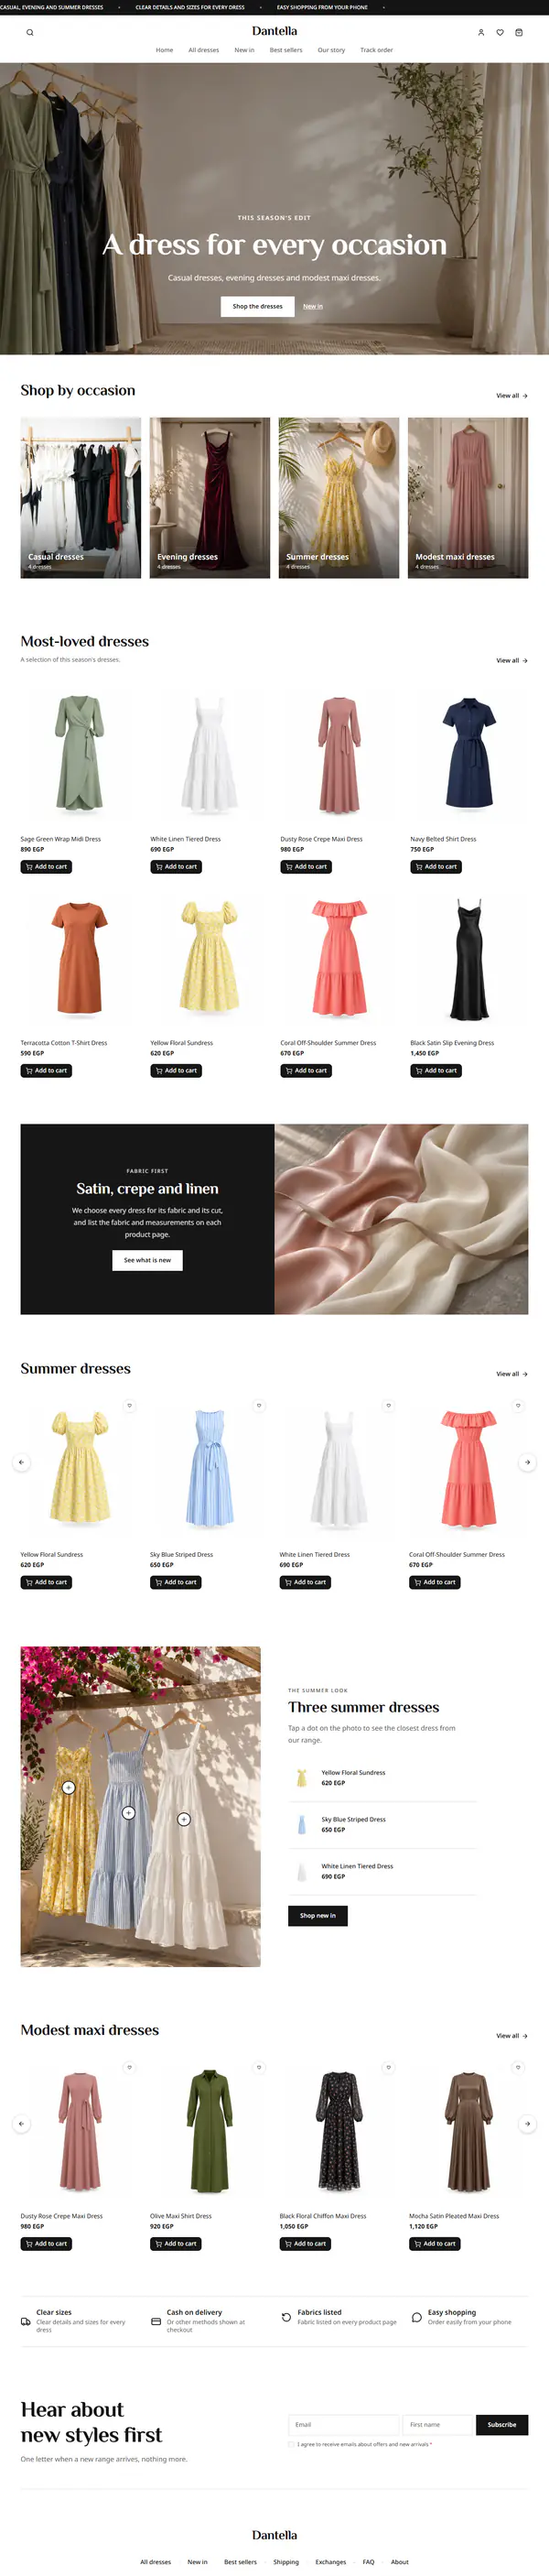 CASUAL, EVENING AND SUMMER DRESSES • CLEAR DETAILS AND SIZES FOR EVERY DRESS • EASY SHOPPING FROM YOUR PHONE •
Dantella
Home All dresses New in Best sellers Our story Track order
THIS SEASON'S EDIT
A dress for every occasion
Casual dresses, evening dresses and modest maxi dresses.
Shop the dresses New in
Shop by occasion
View all →
Casual dresses
4 dresses
Evening dresses
4 dresses
Summer dresses
4 dresses
Modest maxi dresses
4 dresses
Most-loved dresses
A selection of this season's dresses.
View all →
Sage Green Wrap Midi Dress
890 EGP
Add to cart
White Linen Tiered Dress
690 EGP
Add to cart
Dusty Rose Crepe Maxi Dress
980 EGP
Add to cart
Navy Belted Shirt Dress
750 EGP
Add to cart
Terracotta Cotton T-Shirt Dress
590 EGP
Add to cart
Yellow Floral Sundress
620 EGP
Add to cart
Coral Off-Shoulder Summer Dress
670 EGP
Add to cart
Black Satin Slip Evening Dress
1,450 EGP
Add to cart
FABRIC FIRST
Satin, crepe and linen
We choose every dress for its fabric and its cut,
and list the fabric and measurements on each
product page.
See what is new
Summer dresses
View all →
Yellow Floral Sundress
620 EGP
Add to cart
Sky Blue Striped Dress
650 EGP
Add to cart
White Linen Tiered Dress
690 EGP
Add to cart
Coral Off-Shoulder Summer Dress
670 EGP
Add to cart
THE SUMMER LOOK
Three summer dresses
Tap a dot on the photo to see the closest dress from
our range.
Yellow Floral Sundress
620 EGP
Sky Blue Striped Dress
650 EGP
White Linen Tiered Dress
690 EGP
Shop new in
Modest maxi dresses
View all →
Dusty Rose Crepe Maxi Dress
980 EGP
Add to cart
Olive Maxi Shirt Dress
920 EGP
Add to cart
Black Floral Chiffon Maxi Dress
1,050 EGP
Add to cart
Mocha Satin Pleated Maxi Dress
1,120 EGP
Add to cart
Clear sizes
Clear details and sizes for every
dress
Cash on delivery
Or other methods shown at
checkout
Fabrics listed
Fabric listed on every product page
Easy shopping
Order easily from your phone
Hear about
new styles first
One letter when a new range arrives, nothing more.
Email First name Subscribe
I agree to receive emails about offers and new arrivals *
Dantella
All dresses New in Best sellers Shipping Exchanges FAQ About